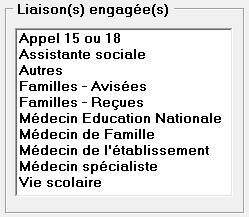 Liaison(s) engagée(s)
Appel 15 ou 18
Assistante sociale
Autres
Familles - Avisées
Familles - Reçues
Médecin Education Nationale
Médecin de Famille
Médecin de l'établissement
Médecin spécialiste
Vie scolaire